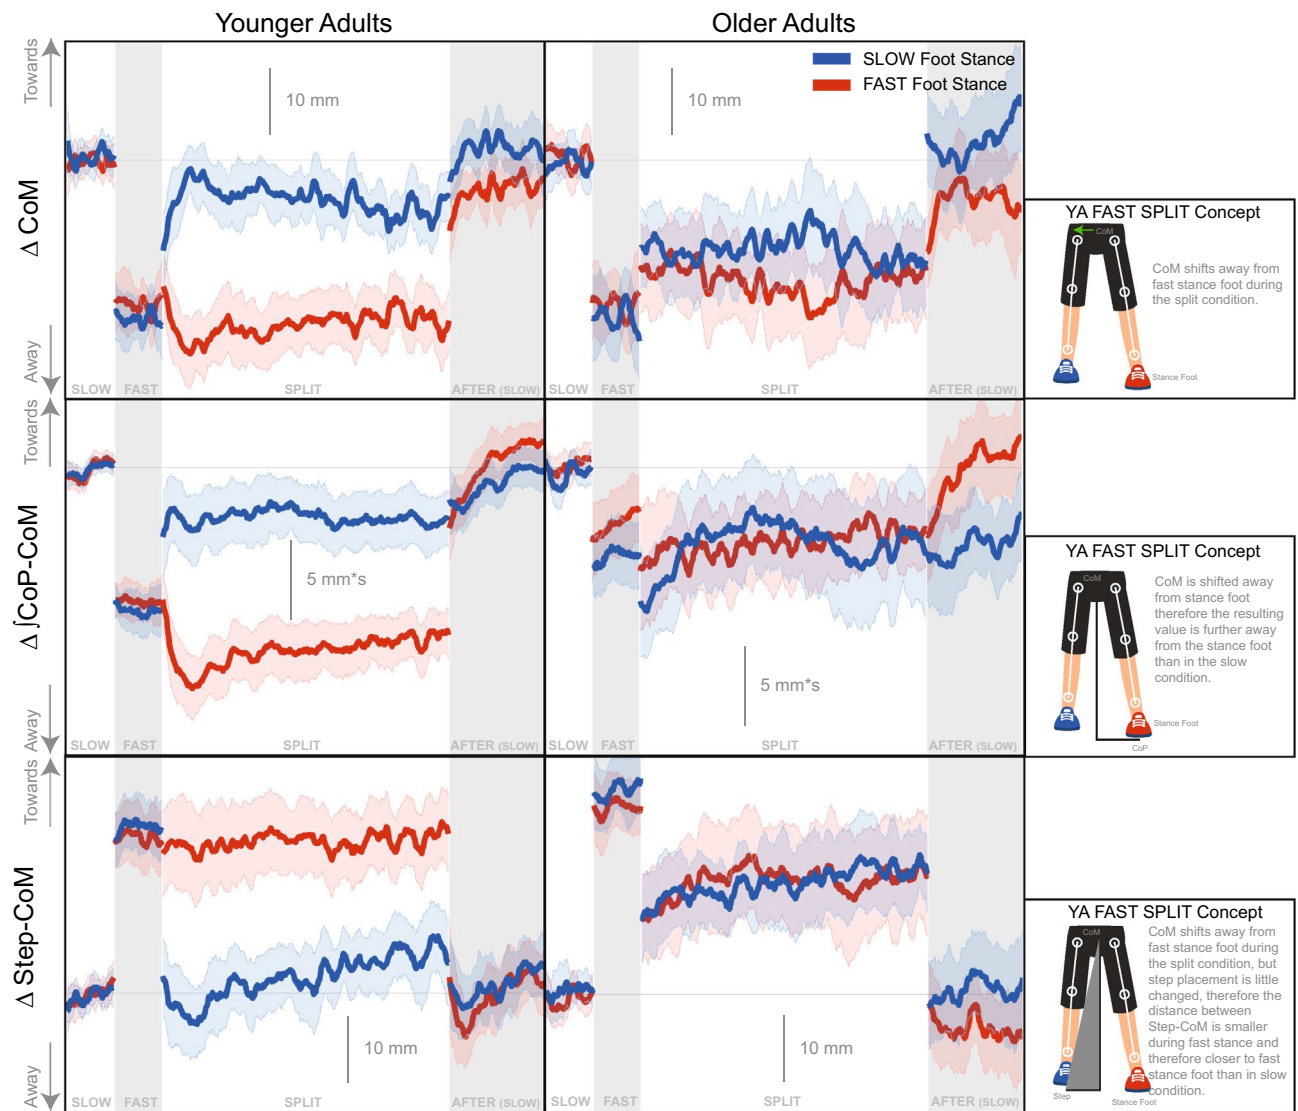 Younger Adults
Older Adults
Towards
Δ CoM
Away
10 mm
SLOW
FAST
SPLIT
AFTER (SLOW)
SLOW Foot Stance
FAST Foot Stance
10 mm
SLOW
FAST
SPLIT
AFTER (SLOW)
YA FAST SPLIT Concept
CoM
CoM shifts away from
fast stance foot during
the split condition.
Stance Foot
Towards
Δ ∫CoP-CoM
Away
5 mm*s
SLOW
FAST
SPLIT
AFTER (SLOW)
5 mm*s
SLOW
FAST
SPLIT
AFTER (SLOW)
YA FAST SPLIT Concept
CoM
CoM is shifted away
from stance foot
therefore the resulting
value is further away
from the stance foot
than in the slow
condition.
Stance Foot
CoP
Towards
Δ Step-CoM
Away
10 mm
SLOW
FAST
SPLIT
AFTER (SLOW)
10 mm
SLOW
FAST
SPLIT
AFTER (SLOW)
YA FAST SPLIT Concept
CoM
CoM shifts away from
fast stance foot during
the split condition, but
step placement is little
changed, therefore the
distance between
Step-CoM is smaller
during fast stance and
therefore closer to fast
stance foot than in slow
condition.
Step
Stance Foot